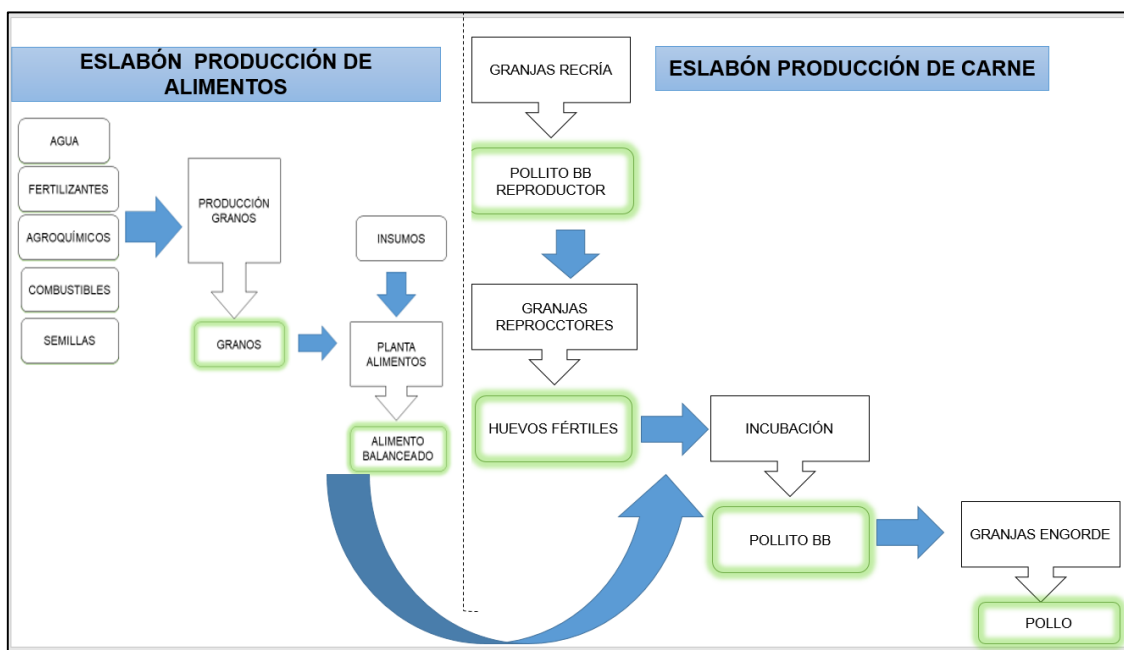 ESLABÓN PRODUCCIÓN DE
ALIMENTOS
AGUA
FERTILIZANTES
AGROQUÍMICOS
COMBUSTIBLES
SEMILLAS
PRODUCCIÓN
GRANOS
GRANOS
INSUMOS
PLANTA
ALIMENTOS
ALIMENTO
BALANCEADO
GRANJAS RECRÍA
ESLABÓN PRODUCCIÓN DE CARNE
POLLITO BB
REPRODUCTOR
GRANJAS
REPROCCTORES
HUEVOS FÉRTILES
INCUBACIÓN
POLLITO BB
GRANJAS ENGORDE
POLLO